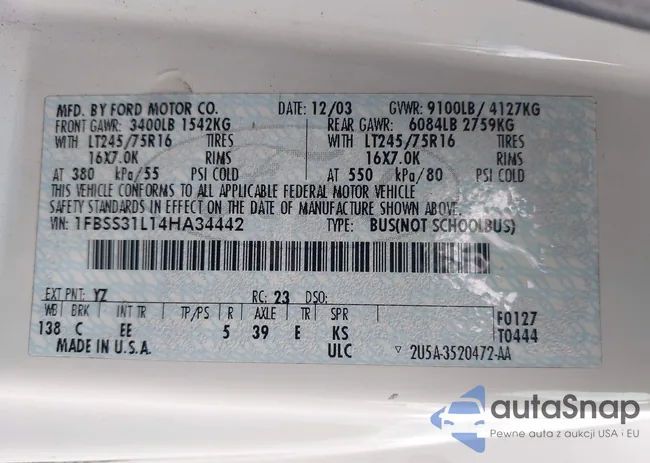 MFD. BY FORD MOTOR CO. DATE: 12/03 GVWR: 9100LB / 4127KG
FRONT GAWR: 3400LB 1542KG REAR GAWR: 6084LB 2759KG
WITH LT245/75R16 TIRES WITH LT245/75R16 TIRES
16X7.0K RIMS 16X7.0K RIMS
AT 380 kPa/55 PSI COLD AT 550 kPa/80 PSI COLD
THIS VEHICLE CONFORMS TO ALL APPLICABLE FEDERAL MOTOR VEHICLE
SAFETY STANDARDS IN EFFECT ON THE DATE OF MANUFACTURE SHOWN ABOVE.
VIN: 1FBSS31L14HA34442 TYPE: BUS(NOT SCHOOLBUS)
EXT PNT: YZ RC: 23 DSO:
WB BRK INT TR TP/PS R AXLE TR SPR F0127
138 C EE 5 39 E KS T0444
MADE IN U.S.A. ULC ▽ 2U5A-3520472-AA
autaSnap
Pewne auta z aukcji USA i EU